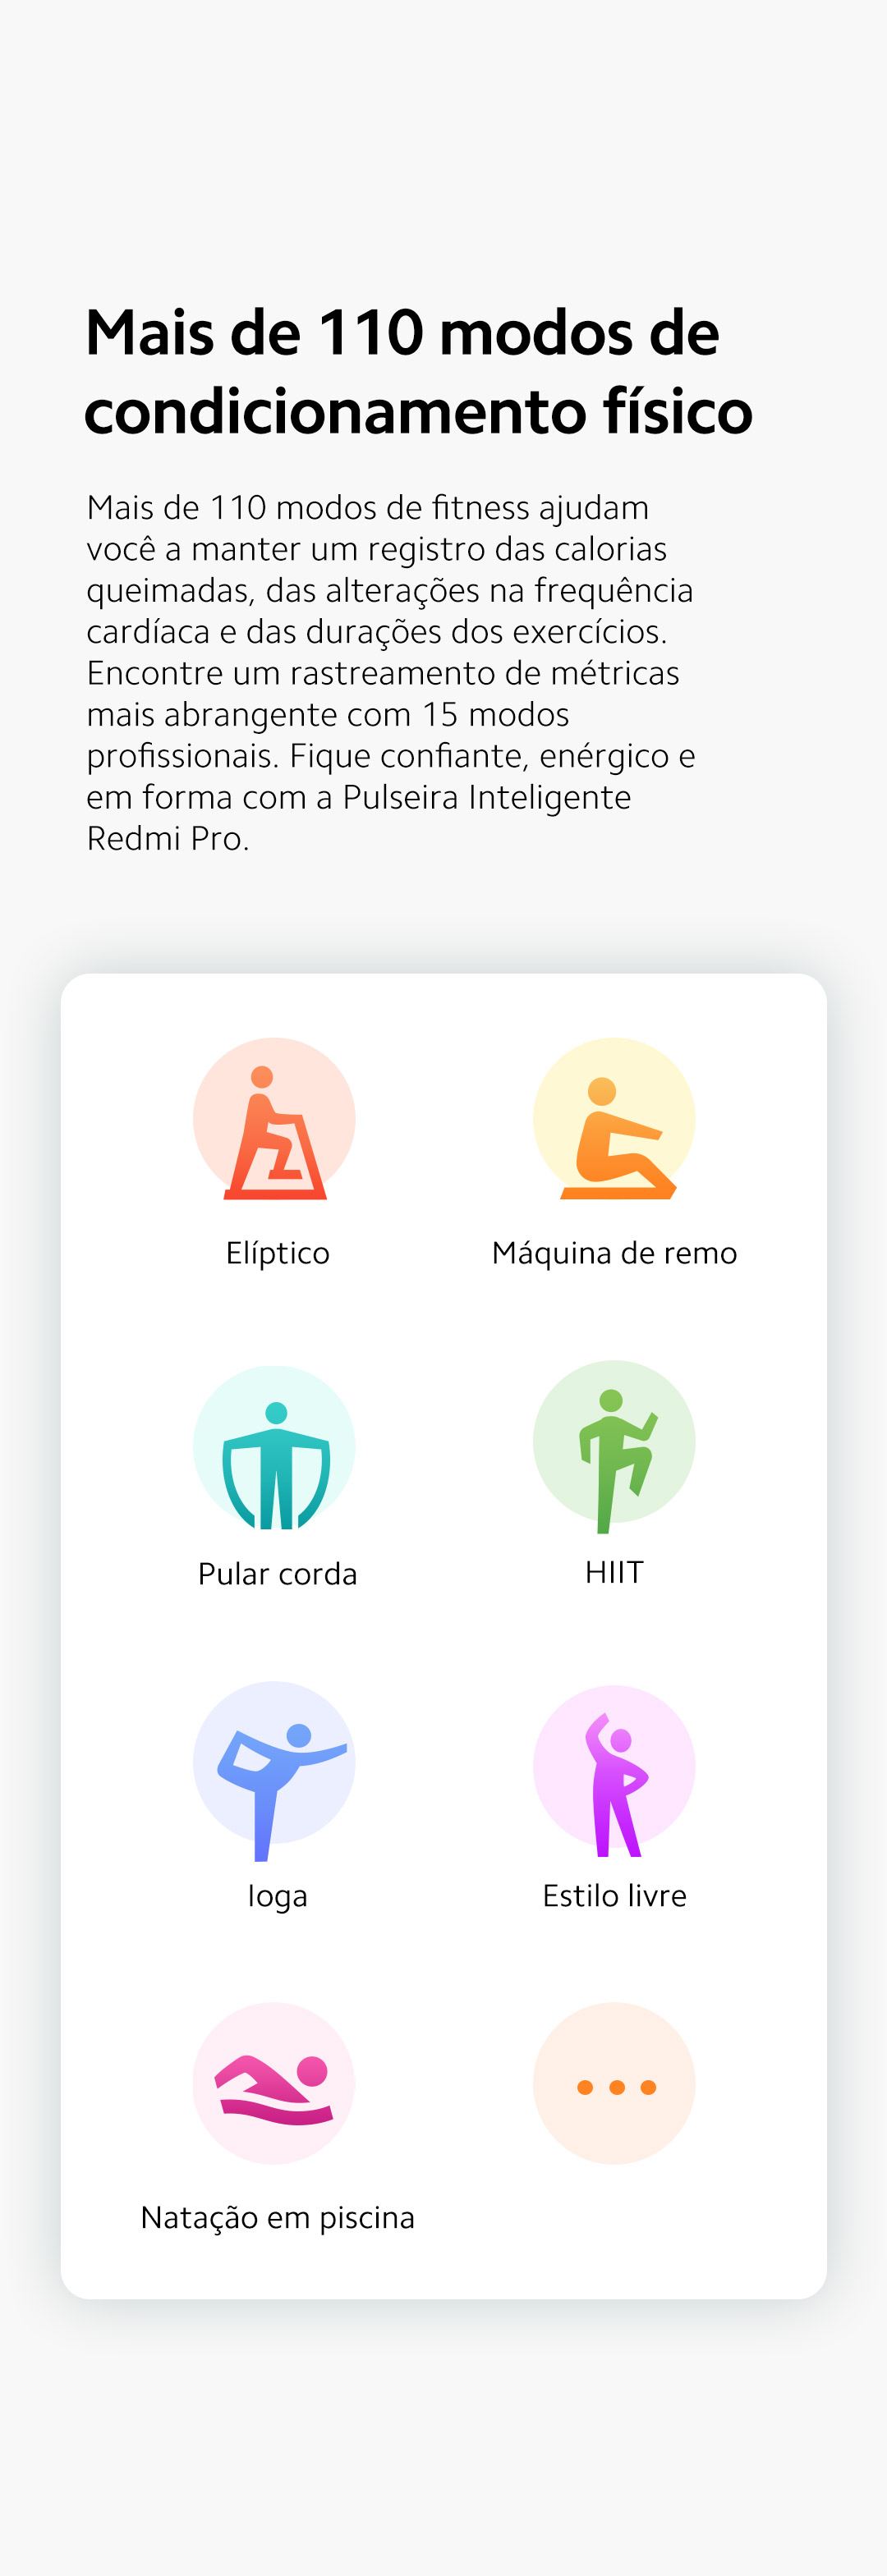 Mais de 110 modos de
condicionamento físico
Mais de 110 modos de fitness ajudam
você a manter um registro das calorias
queimadas, das alterações na frequência
cardíaca e das durações dos exercícios.
Encontre um rastreamento de métricas
mais abrangente com 15 modos
profissionais. Fique confiante, enérgico e
em forma com a Pulseira Inteligente
Redmi Pro.
Elíptico
Máquina de remo
Pular corda
HIIT
Ioga
Estilo livre
Natação em piscina